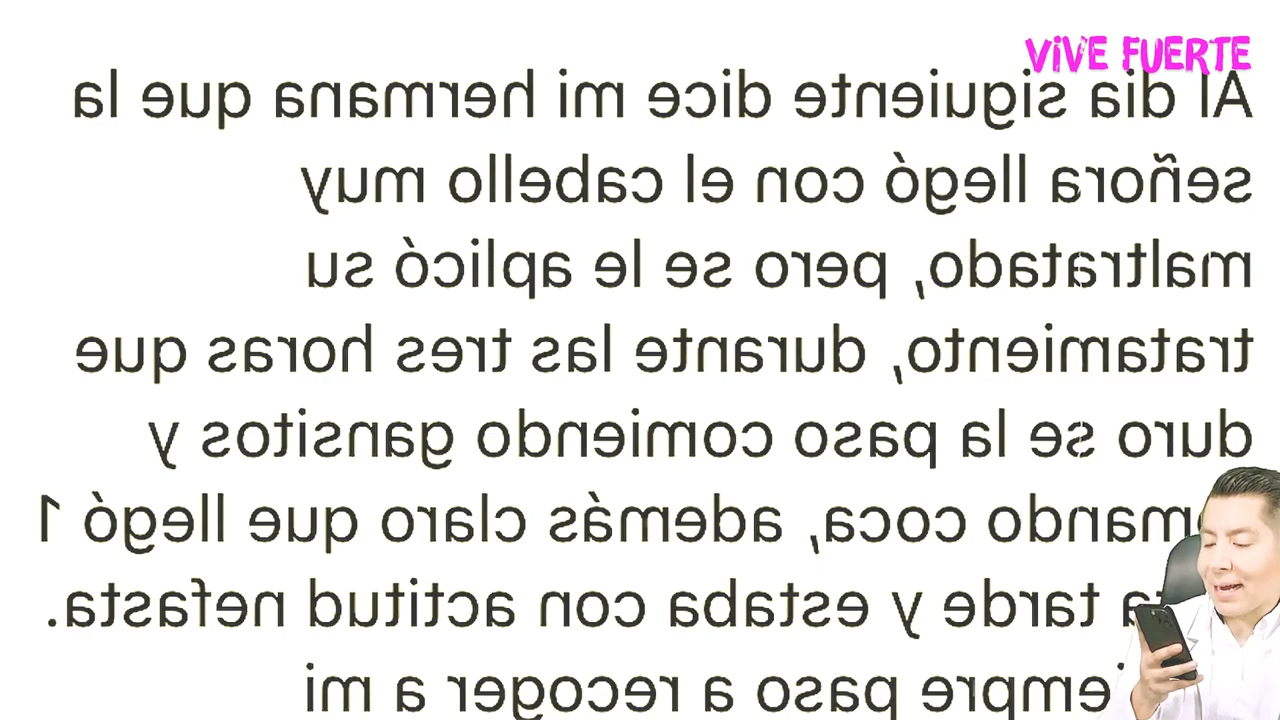 VIVE FUERTE
Al dia siguiente dice mi hermana que la
señora llegó con el cabello muy
maltratado, pero se le aplicó su
tratamiento, durante las tres horas que
duro se la paso comiendo gansitos y
coca, además claro que llegó 1
tarde y estaba con actitud nefasta.
paso a recoger a mi